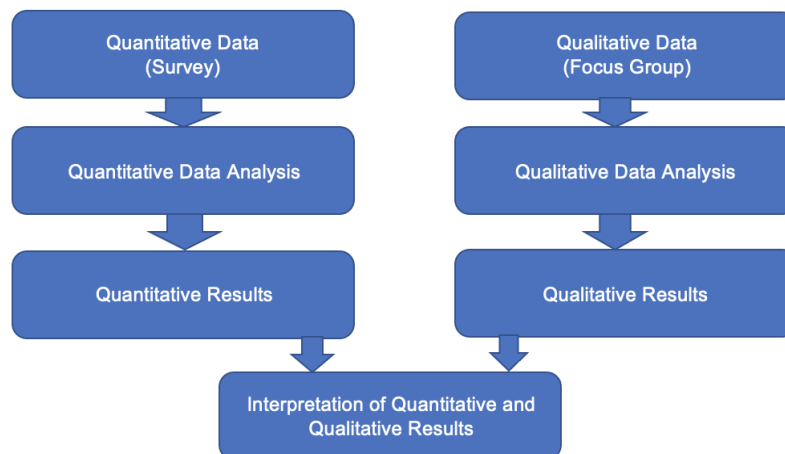 Quantitative Data
(Survey)
Qualitative Data
(Focus Group)
Quantitative Data Analysis
Qualitative Data Analysis
Quantitative Results
Qualitative Results
Interpretation of Quantitative and
Qualitative Results